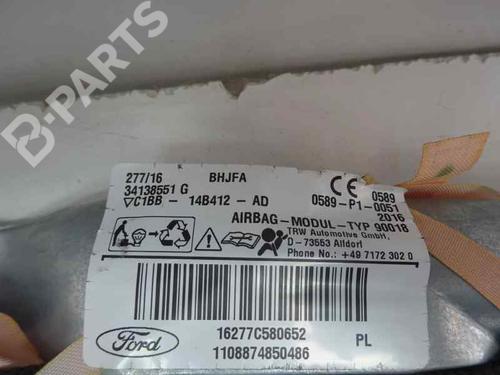 B-PARTS
277/16 BHJFA
34138551 G
▽C1BB - 14B412 - AD
CE 0589
0589-P1-0051
2016
AIRBAG-MODUL-TYP 90018
TRW Automotive GmbH,
D-73553 Alfdorf
Phone No.: +49 7172 302 0
Ford
16277C580652 PL
1108874850486